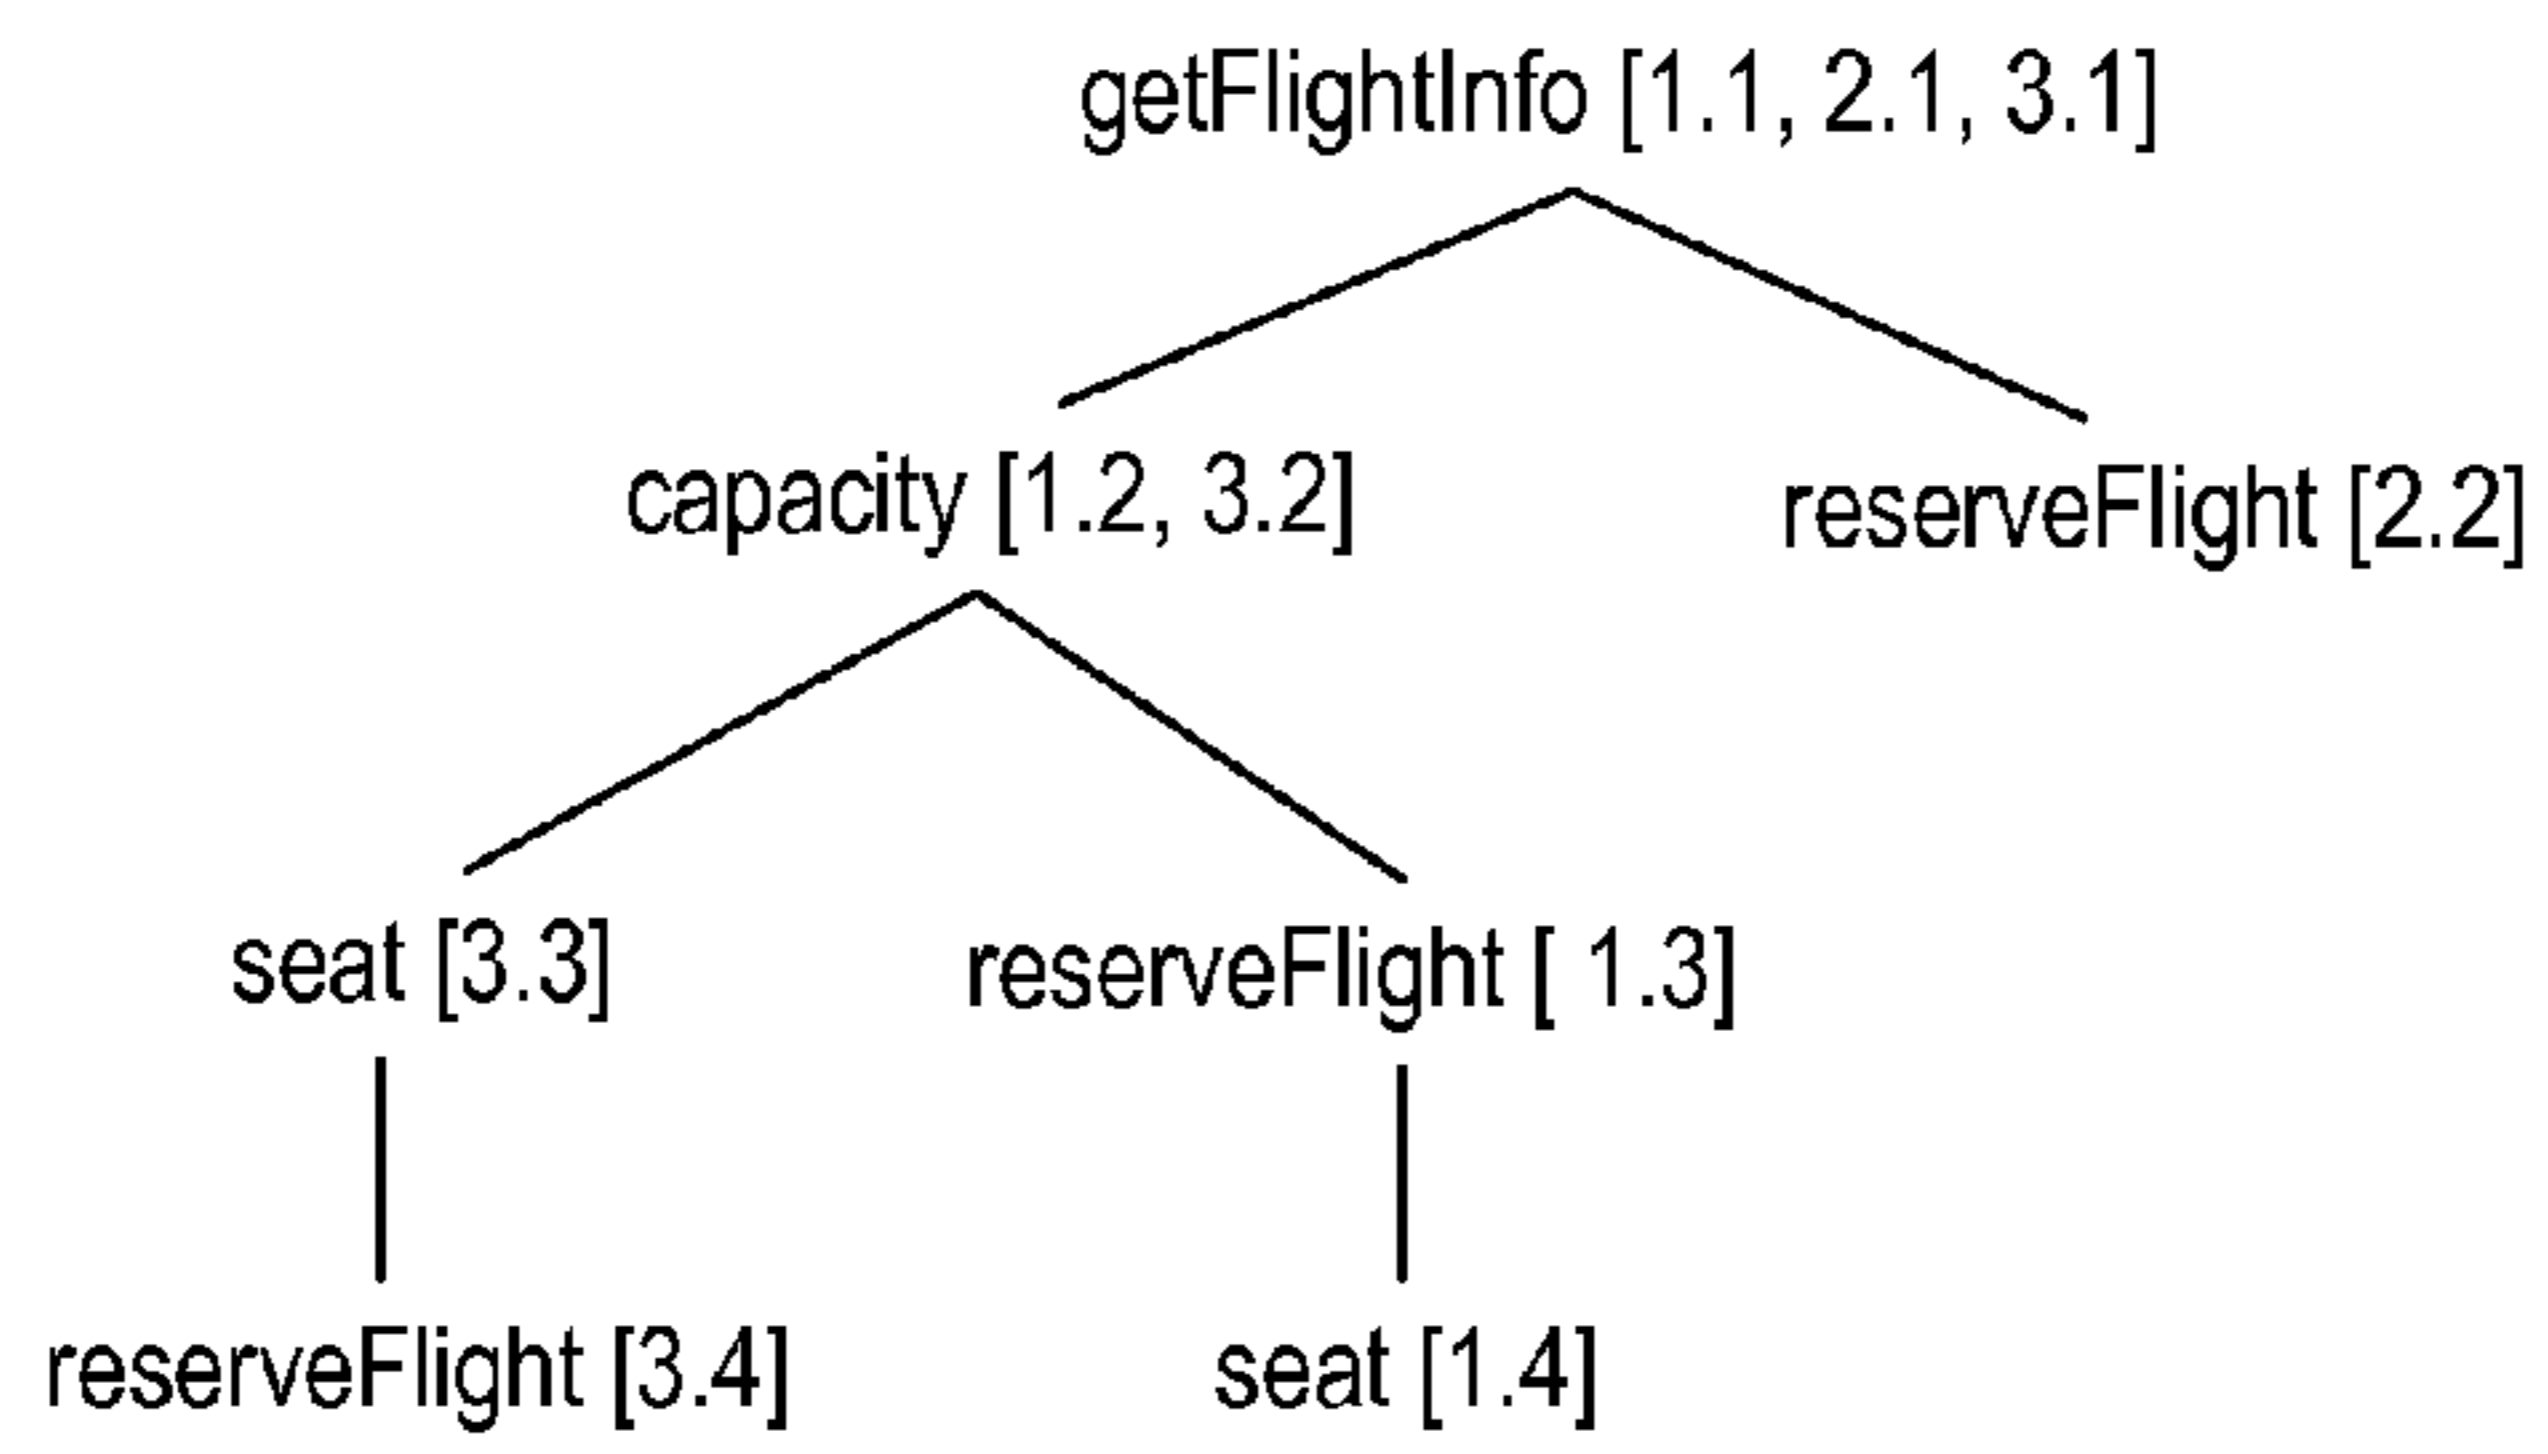 getFlightInfo [1.1, 2.1, 3.1]
capacity [1.2, 3.2]
reserveFlight [2.2]
seat [3.3]
reserveFlight [ 1.3]
reserveFlight [3.4]
seat [1.4]